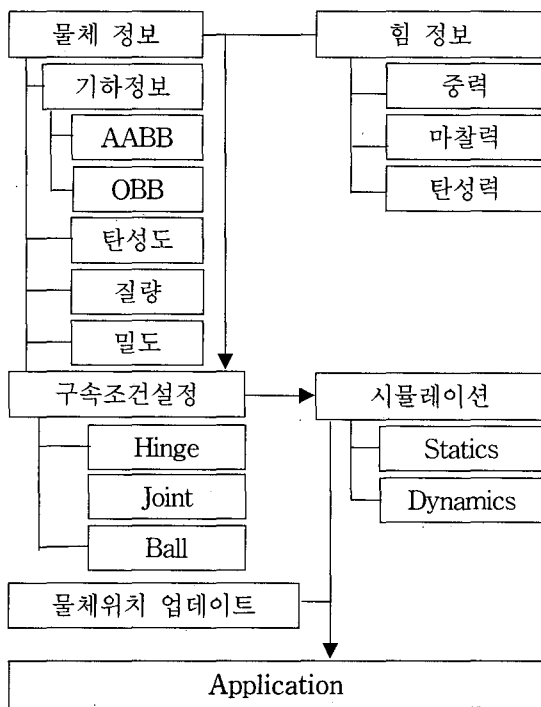 물체 정보
힘 정보
기하정보
중력
AABB
마찰력
OBB
탄성력
탄성도
질량
밀도
구속조건설정
시뮬레이션
Hinge
Statics
Joint
Dynamics
Ball
물체위치 업데이트
Application